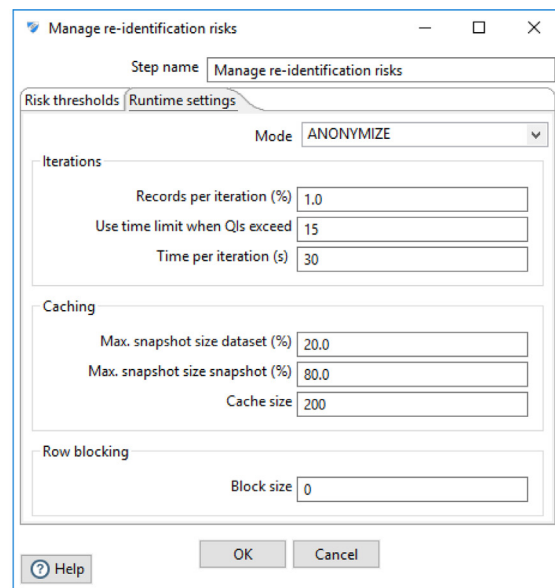 Manage re-identification risks
Step name Manage re-identification risks
Risk thresholds Runtime settings
Mode ANONYMIZE
Iterations
Records per iteration (%) 1.0
Use time limit when QIs exceed 15
Time per iteration (s) 30
Caching
Max. snapshot size dataset (%) 20.0
Max. snapshot size snapshot (%) 80.0
Cache size 200
Row blocking
Block size 0
OK Cancel
? Help